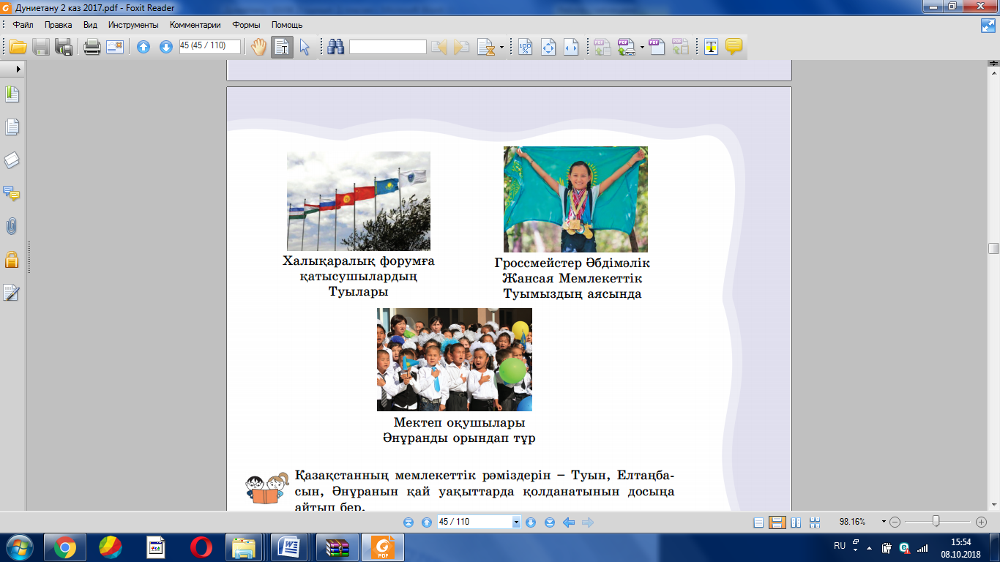 Дуниетану 2 каз 2017.pdf - Foxit Reader
Файл Правка Вид Инструменты Комментарии Формы Помощь
45 (45 / 110)
Халықаралық форумға
қатысушылардың
Туылары
Гроссмейстер Әбдімәлік
Жансая Мемлекеттік
Туымыздың аясында
Мектеп оқушылары
Әнұранды орындап тұр
Қазақстанның мемлекеттік рәміздерін – Туын, Елтаңба-
сын, Әнұранын қай уақыттарда қолданатынын досыңа
айтып бер.
45 / 110
98.16%
RU
15:54
08.10.2018